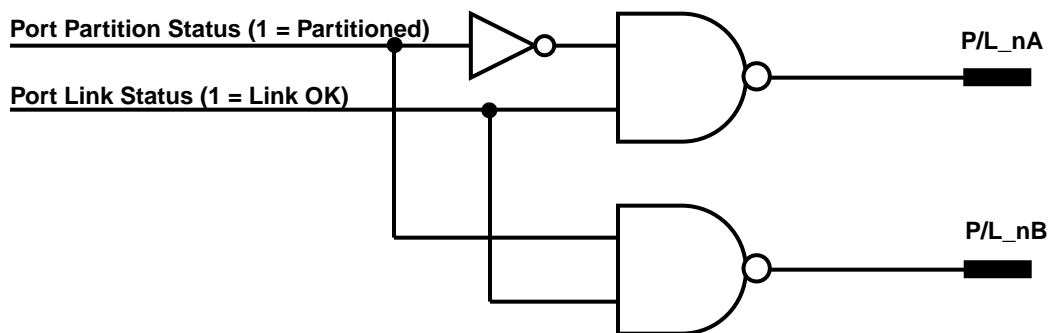 Port Partition Status (1 = Partitioned)
P/L_nA
Port Link Status (1 = Link OK)
P/L_nB